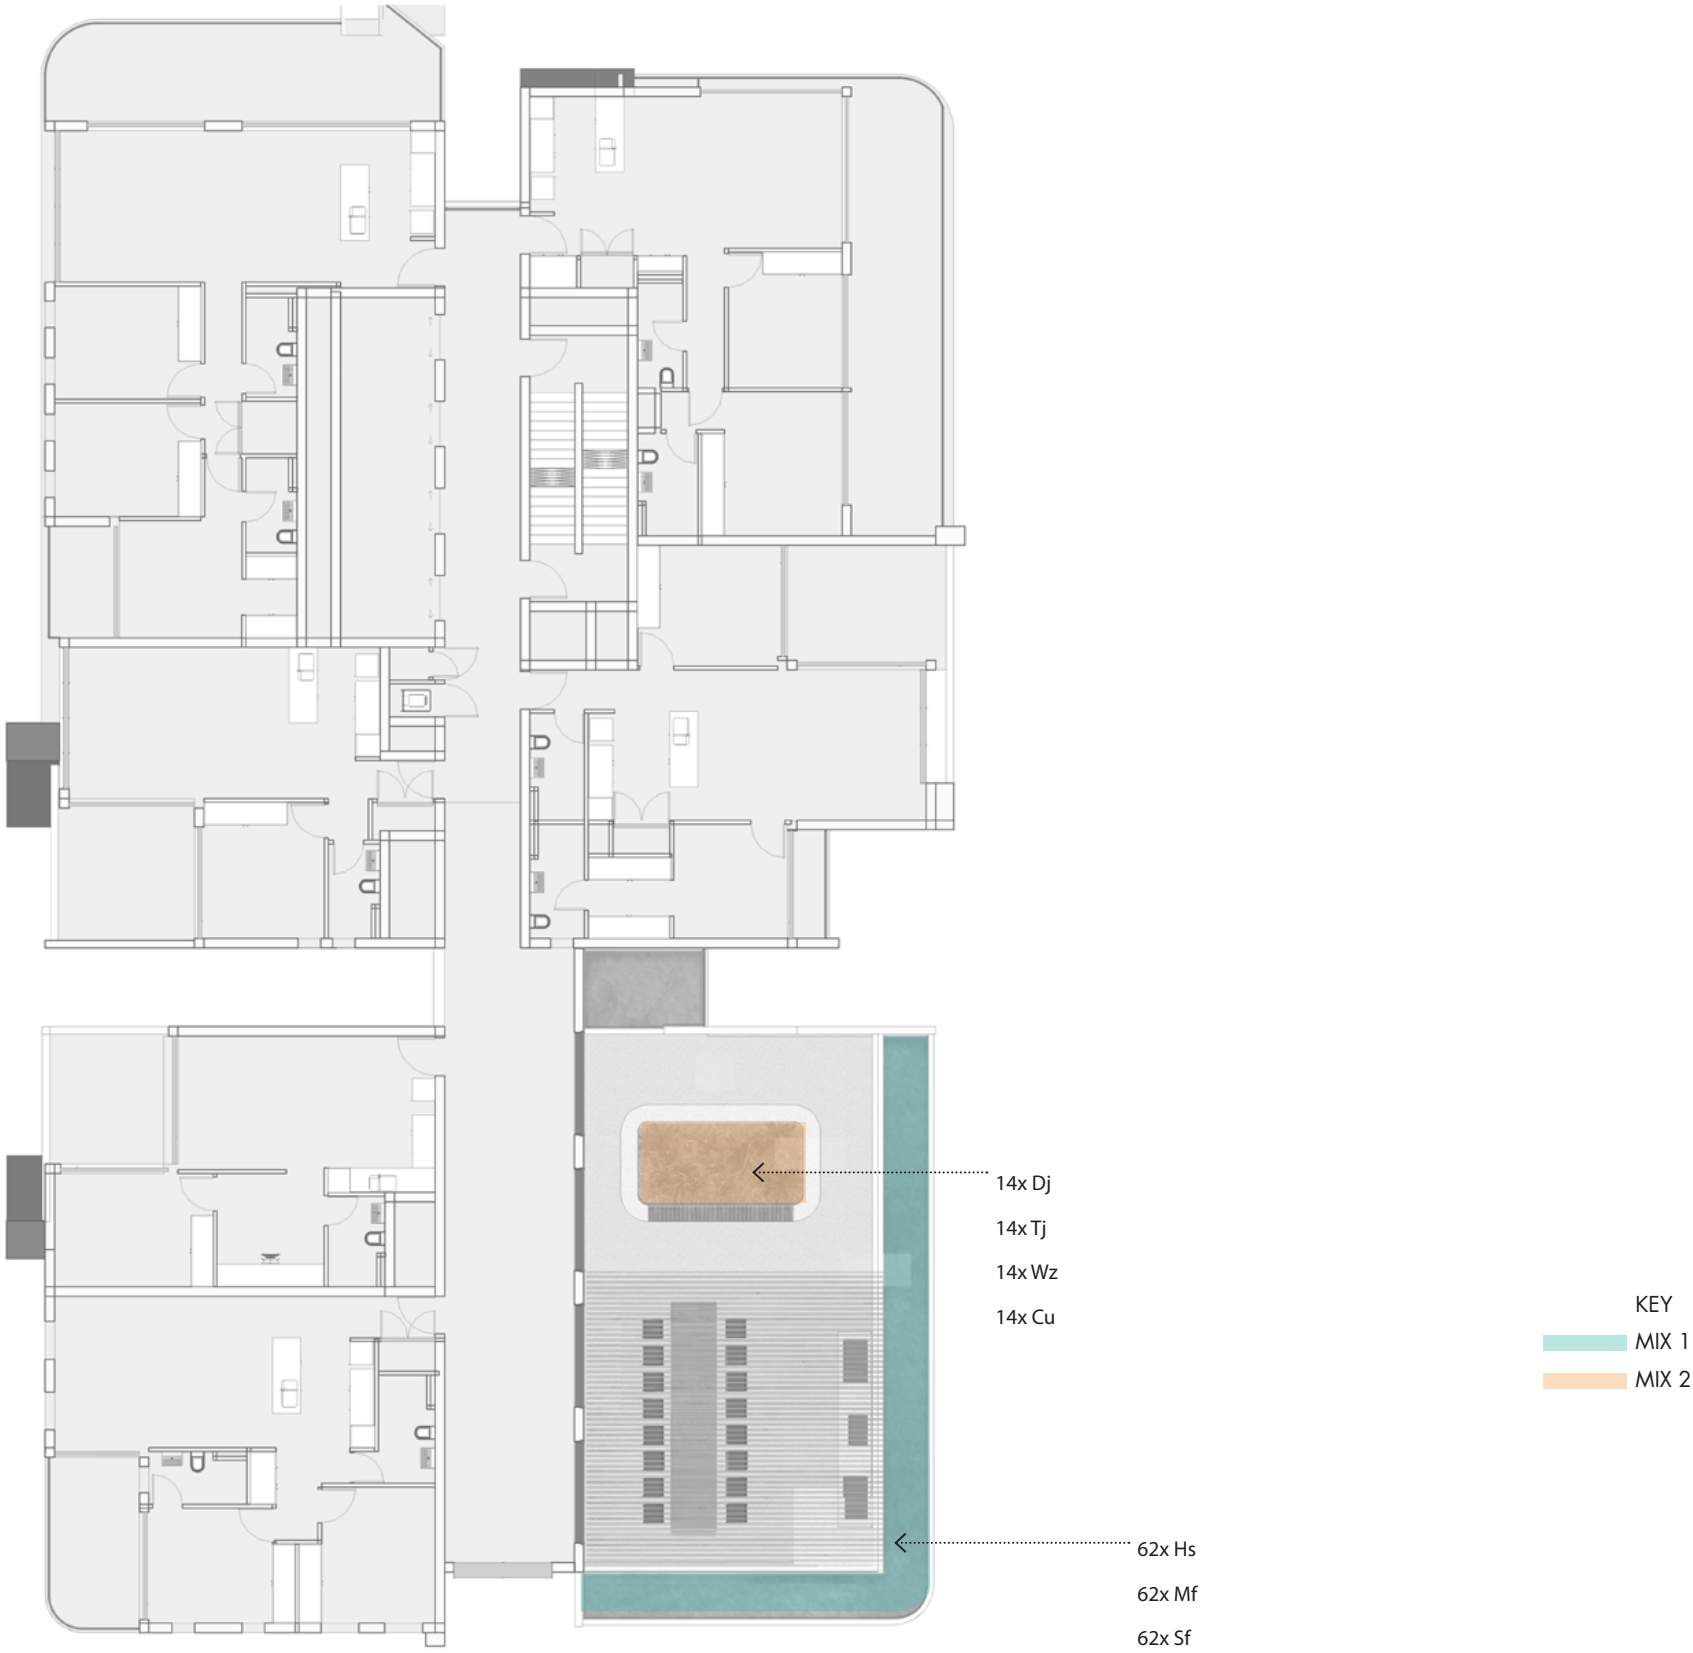 14x Dj
14x Tj
14x Wz
14x Cu
KEY
MIX 1
MIX 2
62x Hs
62x Mf
62x Sf